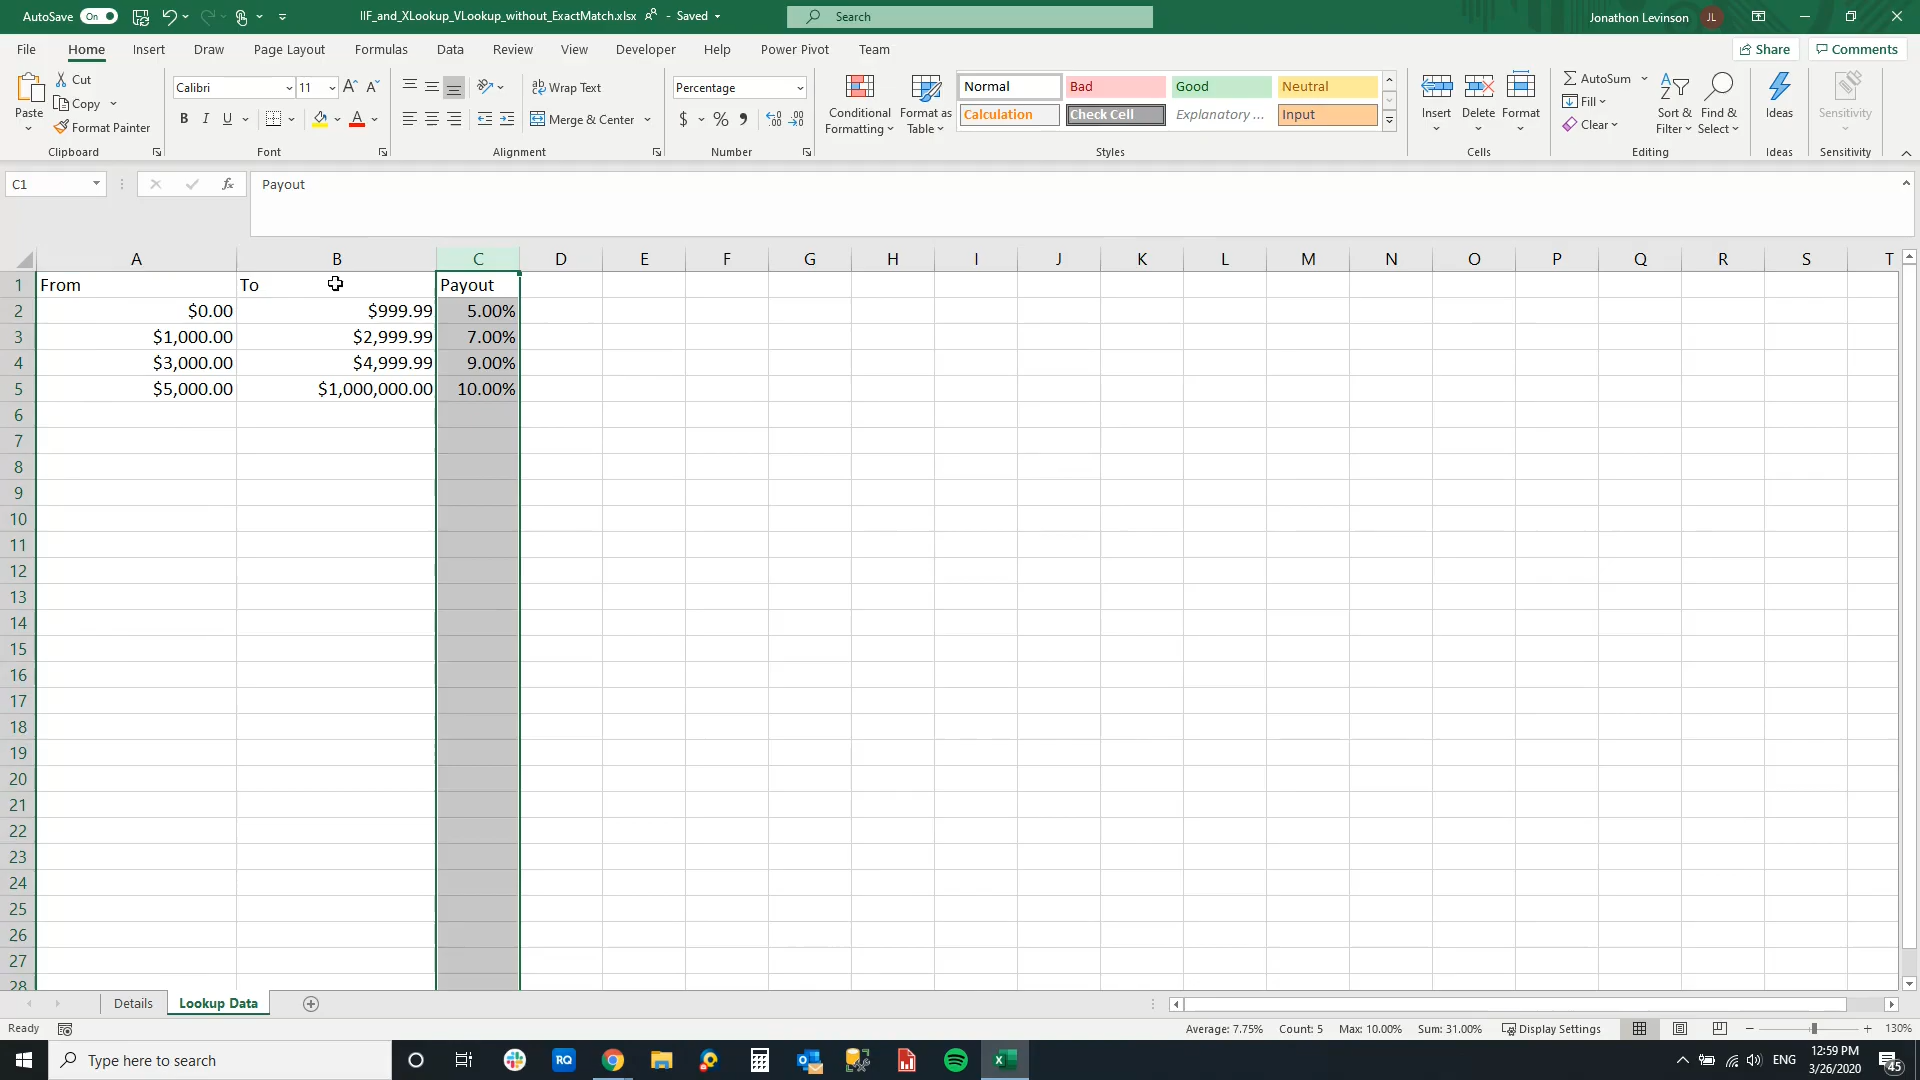 AutoSave On IIF_and_XLookup_VLookup_without_ExactMatch.xlsx - Saved Search Jonathon Levinson JL
File Home Insert Draw Page Layout Formulas Data Review View Developer Help Power Pivot Team Share Comments
Paste Cut Copy Format Painter Clipboard
Calibri 11 A A B I U A Font
Wrap Text Merge & Center Alignment
Percentage $ % Number
Conditional Formatting Format as Table
Normal Bad Good Neutral
Calculation Check Cell Explanatory ... Input
Styles
Insert Delete Format Cells
AutoSum Fill Clear Sort & Filter Find & Select Editing
Ideas Ideas
Sensitivity Sensitivity
C1 fx Payout
A B C D E F G H I J K L M N O P Q R S T
1 From To Payout
2 $0.00 $999.99 5.00%
3 $1,000.00 $2,999.99 7.00%
4 $3,000.00 $4,999.99 9.00%
5 $5,000.00 $1,000,000.00 10.00%
6
7
8
9
10
11
12
13
14
15
16
17
18
19
20
21
22
23
24
25
26
27
28
Details Lookup Data
Ready Average: 7.75% Count: 5 Max: 10.00% Sum: 31.00% Display Settings 130%
Type here to search RQ ENG 12:59 PM
3/26/2020 45